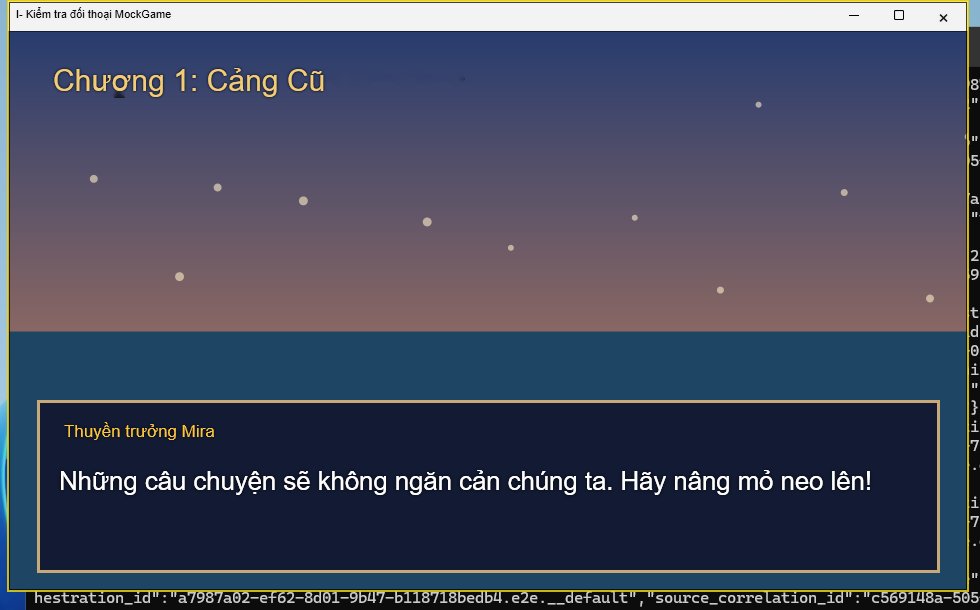 I- Kiểm tra đối thoại MockGame
Chương 1: Cảng Cũ
Thuyền trưởng Mira
Những câu chuyện sẽ không ngăn cản chúng ta. Hãy nâng mỏ neo lên!
hestration_id":"a7987a02-ef62-8d01-9b47-b118718bedb4.e2e.__default","source_correlation_id":"c569148a-505